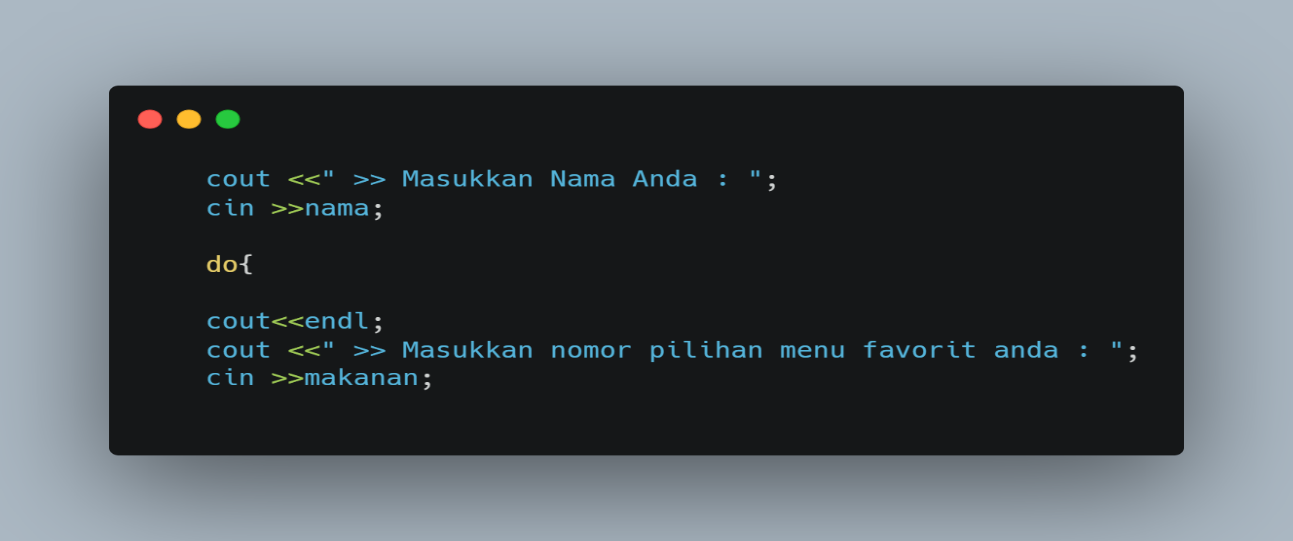 cout <<" >> Masukkan Nama Anda : ";
cin >>nama;
do{
cout<<endl;
cout <<" >> Masukkan nomor pilihan menu favorit anda : ";
cin >>makanan;